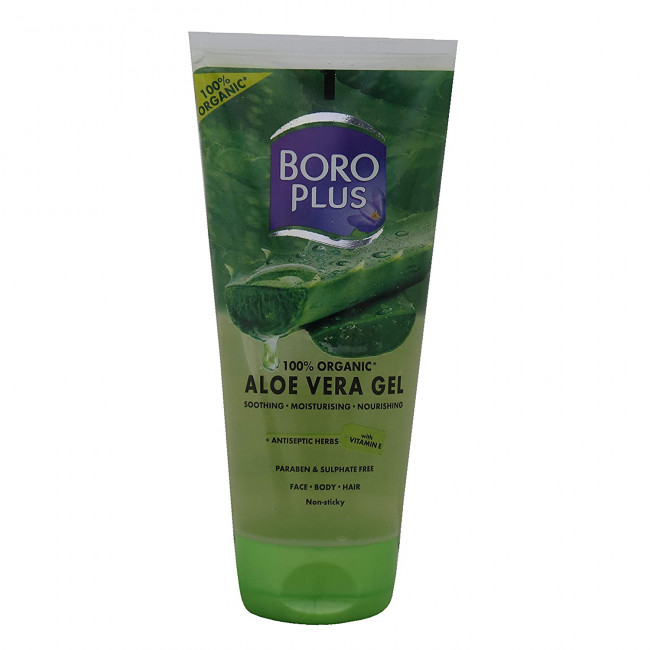 100%
ORGANIC*
BORO
PLUS
100% ORGANIC*
ALOE VERA GEL
SOOTHING • MOISTURISING • NOURISHING
+ ANTISEPTIC HERBS
with
VITAMIN E
PARABEN & SULPHATE FREE
FACE • BODY • HAIR
Non-sticky